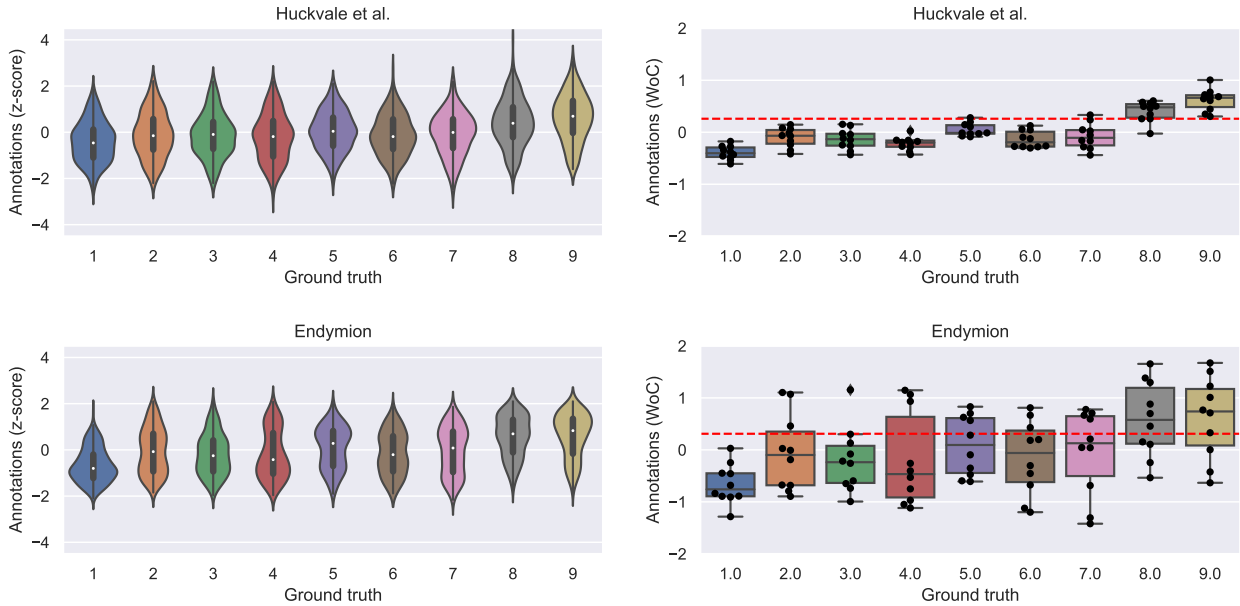 Huckvale et al.
Annotations (z-score)
4
2
0
−2
−4
1 2 3 4 5 6 7 8 9
Ground truth
Huckvale et al.
Annotations (WoC)
2
1
0
−1
−2
1.0 2.0 3.0 4.0 5.0 6.0 7.0 8.0 9.0
Ground truth
Endymion
Annotations (z-score)
4
2
0
−2
−4
1 2 3 4 5 6 7 8 9
Ground truth
Endymion
Annotations (WoC)
2
1
0
−1
−2
1.0 2.0 3.0 4.0 5.0 6.0 7.0 8.0 9.0
Ground truth